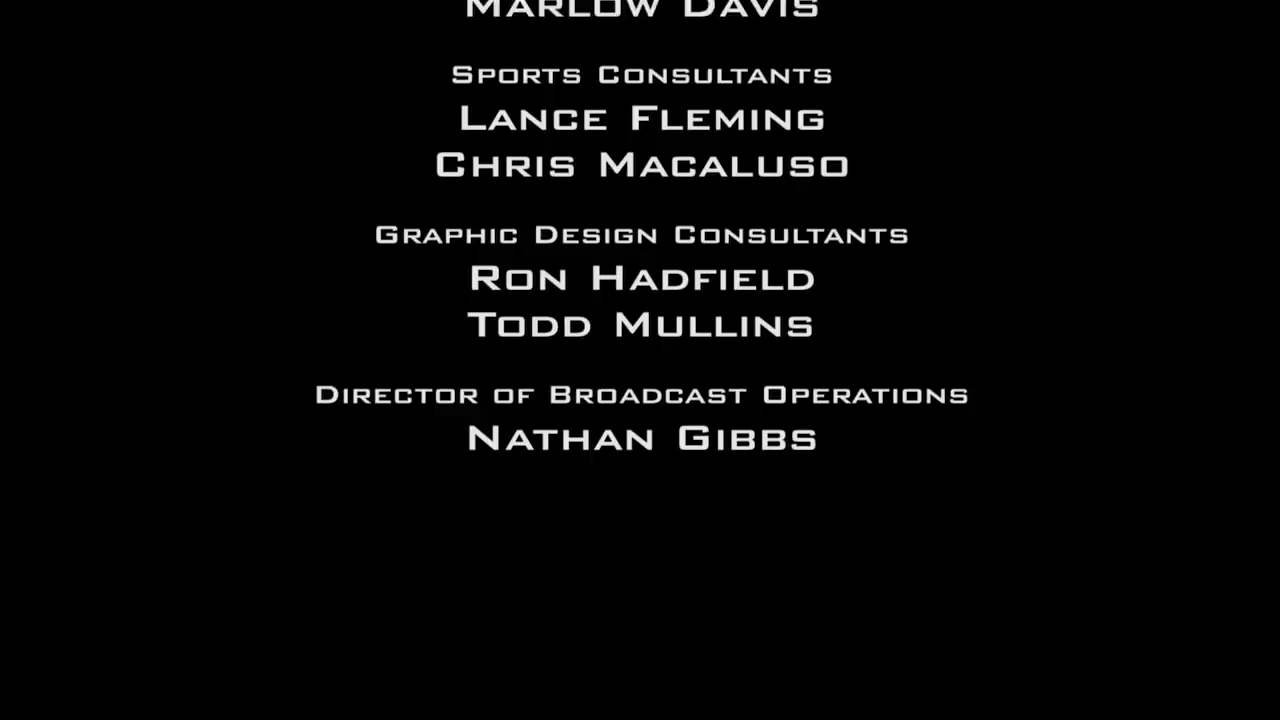 Marlow Davis
Sports Consultants
Lance Fleming
Chris Macaluso
Graphic Design Consultants
Ron Hadfield
Todd Mullins
Director of Broadcast Operations
Nathan Gibbs